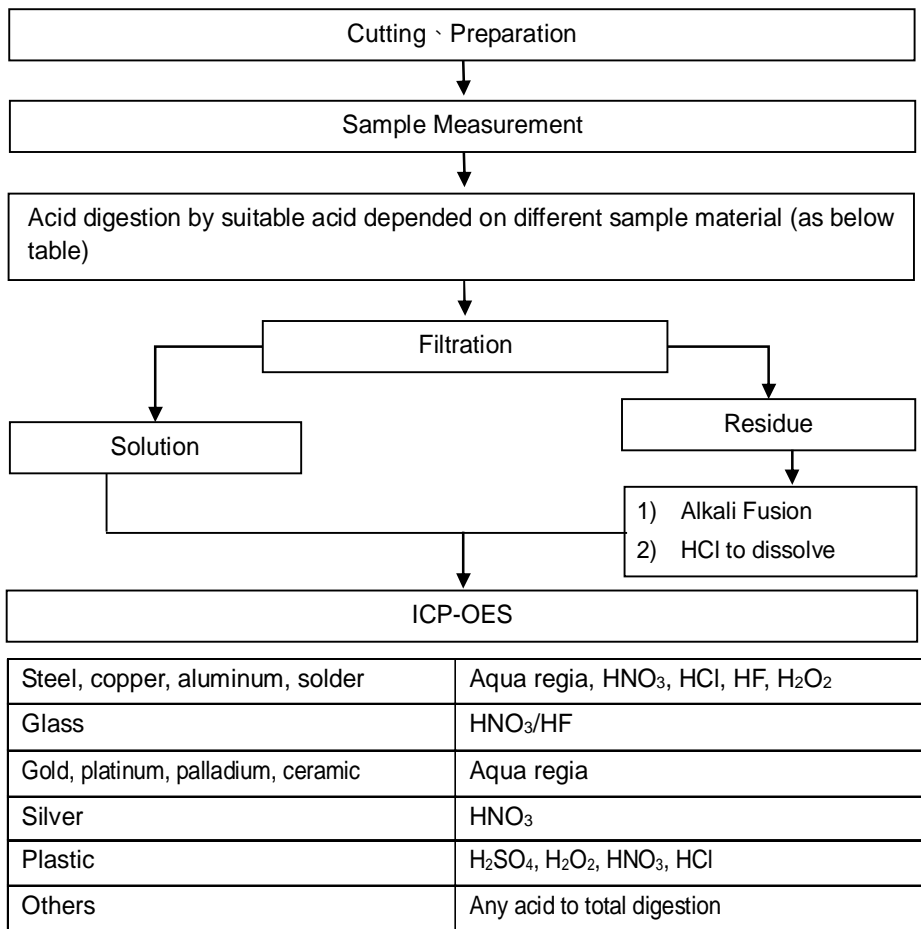 Cutting、Preparation
Sample Measurement
Acid digestion by suitable acid depended on different sample material (as below
table)
Filtration
Solution
Residue
1) Alkali Fusion
2) HCl to dissolve
ICP-OES
Steel, copper, aluminum, solder Aqua regia, HNO₃, HCl, HF, H₂O₂
Glass HNO₃/HF
Gold, platinum, palladium, ceramic Aqua regia
Silver HNO₃
Plastic H₂SO₄, H₂O₂, HNO₃, HCl
Others Any acid to total digestion